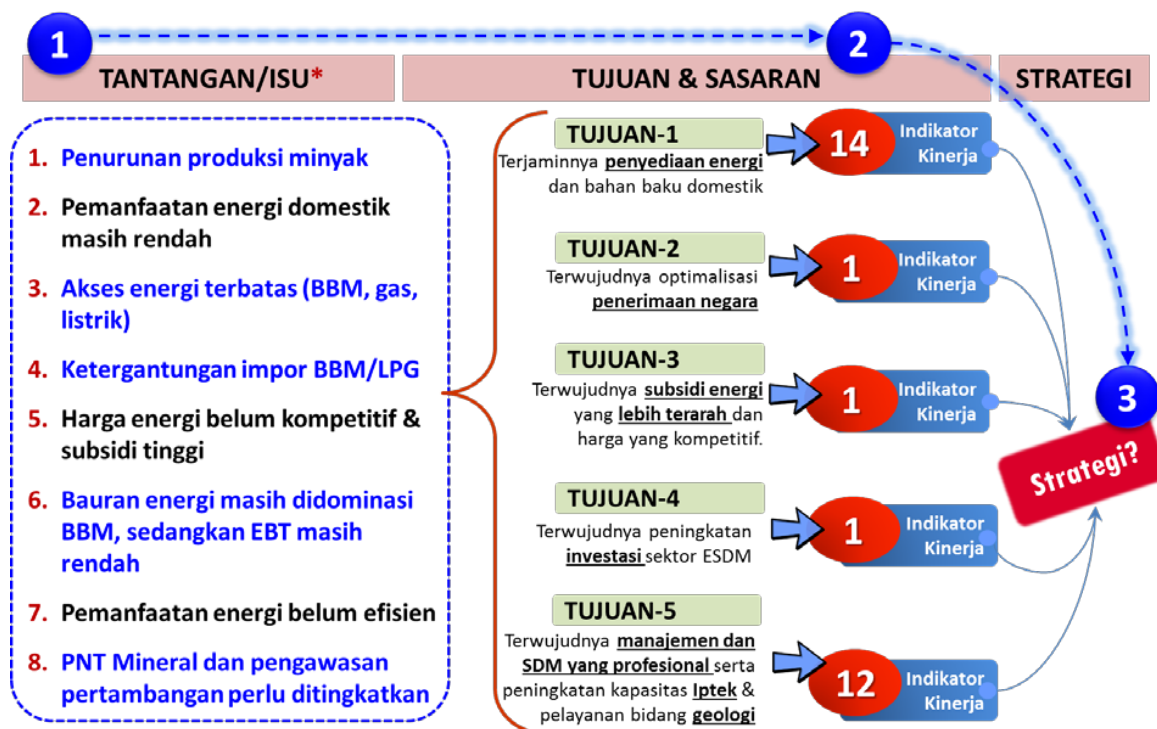 1
2
TANTANGAN/ISU*
TUJUAN & SASARAN
STRATEGI
1. Penurunan produksi minyak
2. Pemanfaatan energi domestik
masih rendah
3. Akses energi terbatas (BBM, gas,
listrik)
4. Ketergantungan impor BBM/LPG
5. Harga energi belum kompetitif &
subsidi tinggi
6. Bauran energi masih didominasi
BBM, sedangkan EBT masih
rendah
7. Pemanfaatan energi belum efisien
8. PNT Mineral dan pengawasan
pertambangan perlu ditingkatkan
TUJUAN-1
Terjaminnya penyediaan energi
dan bahan baku domestik
14
Indikator
Kinerja
TUJUAN-2
Terwujudnya optimalisasi
penerimaan negara
1
Indikator
Kinerja
TUJUAN-3
Terwujudnya subsidi energi
yang lebih terarah dan
harga yang kompetitif.
1
Indikator
Kinerja
TUJUAN-4
Terwujudnya peningkatan
investasi sektor ESDM
1
Indikator
Kinerja
TUJUAN-5
Terwujudnya manajemen dan
SDM yang profesional serta
peningkatan kapasitas Iptek &
pelayanan bidang geologi
12
Indikator
Kinerja
3
Strategi?